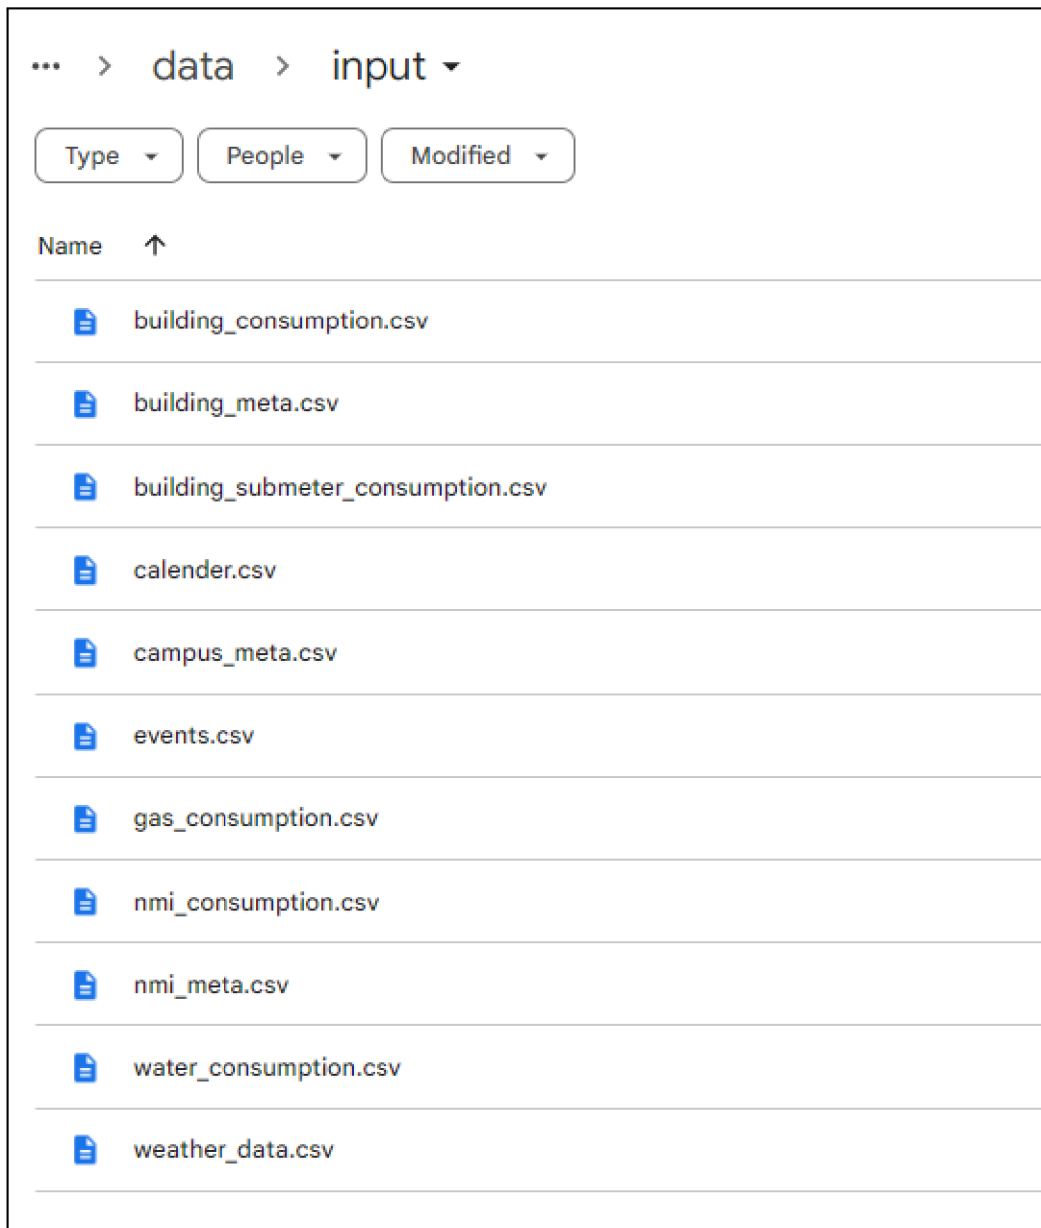 ... > data > input
Type People Modified
Name
building_consumption.csv
building_meta.csv
building_submeter_consumption.csv
calender.csv
campus_meta.csv
events.csv
gas_consumption.csv
nmi_consumption.csv
nmi_meta.csv
water_consumption.csv
weather_data.csv